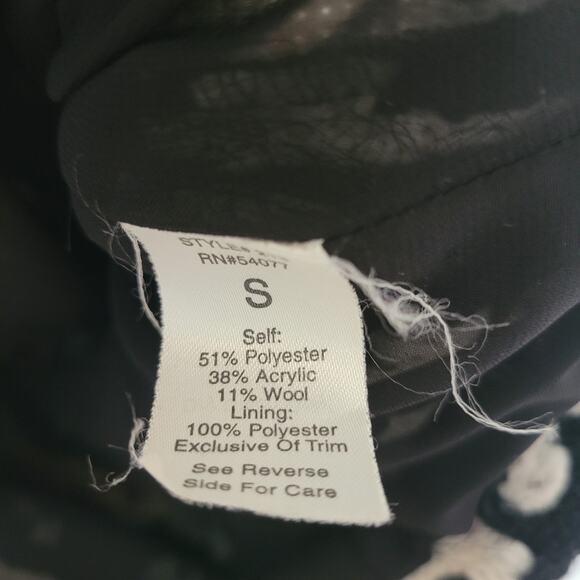 STYLE#
RN#54077
S
Self:
51% Polyester
38% Acrylic
11% Wool
Lining:
100% Polyester
Exclusive Of Trim
See Reverse
Side For Care